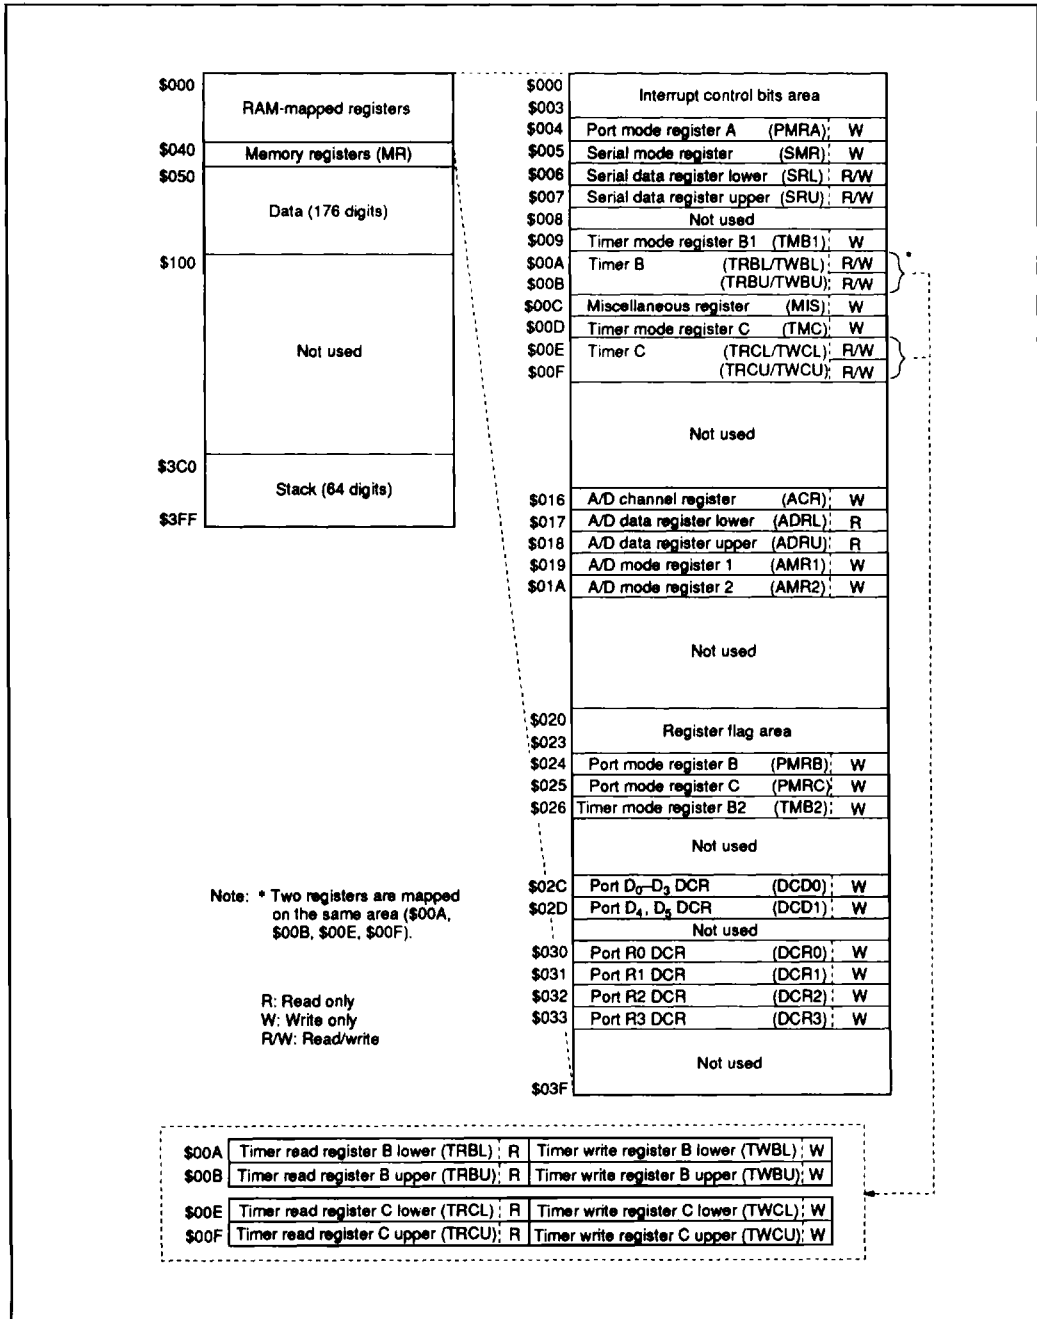 $000
RAM-mapped registers
$040
Memory registers (MR)
$050
Data (176 digits)
$100
Not used
$3C0
Stack (64 digits)
$3FF
$000
Interrupt control bits area
$003
$004 Port mode register A (PMRA) W
$005 Serial mode register (SMR) W
$006 Serial data register lower (SRL) R/W
$007 Serial data register upper (SRU) R/W
$008 Not used
$009 Timer mode register B1 (TMB1) W
$00A Timer B (TRBL/TWBL) R/W *
$00B (TRBU/TWBU) R/W
$00C Miscellaneous register (MIS) W
$00D Timer mode register C (TMC) W
$00E Timer C (TRCL/TWCL) R/W
$00F (TRCU/TWCU) R/W
Not used
$016 A/D channel register (ACR) W
$017 A/D data register lower (ADRL) R
$018 A/D data register upper (ADRU) R
$019 A/D mode register 1 (AMR1) W
$01A A/D mode register 2 (AMR2) W
Not used
$020
Register flag area
$023
$024 Port mode register B (PMRB) W
$025 Port mode register C (PMRC) W
$026 Timer mode register B2 (TMB2) W
Not used
$02C Port D0–D3 DCR (DCD0) W
$02D Port D4, D5 DCR (DCD1) W
Not used
$030 Port R0 DCR (DCR0) W
$031 Port R1 DCR (DCR1) W
$032 Port R2 DCR (DCR2) W
$033 Port R3 DCR (DCR3) W
Not used
$03F
Note: * Two registers are mapped
on the same area ($00A,
$00B, $00E, $00F).
R: Read only
W: Write only
R/W: Read/write
$00A Timer read register B lower (TRBL) R Timer write register B lower (TWBL) W
$00B Timer read register B upper (TRBU) R Timer write register B upper (TWBU) W
$00E Timer read register C lower (TRCL) R Timer write register C lower (TWCL) W
$00F Timer read register C upper (TRCU) R Timer write register C upper (TWCU) W